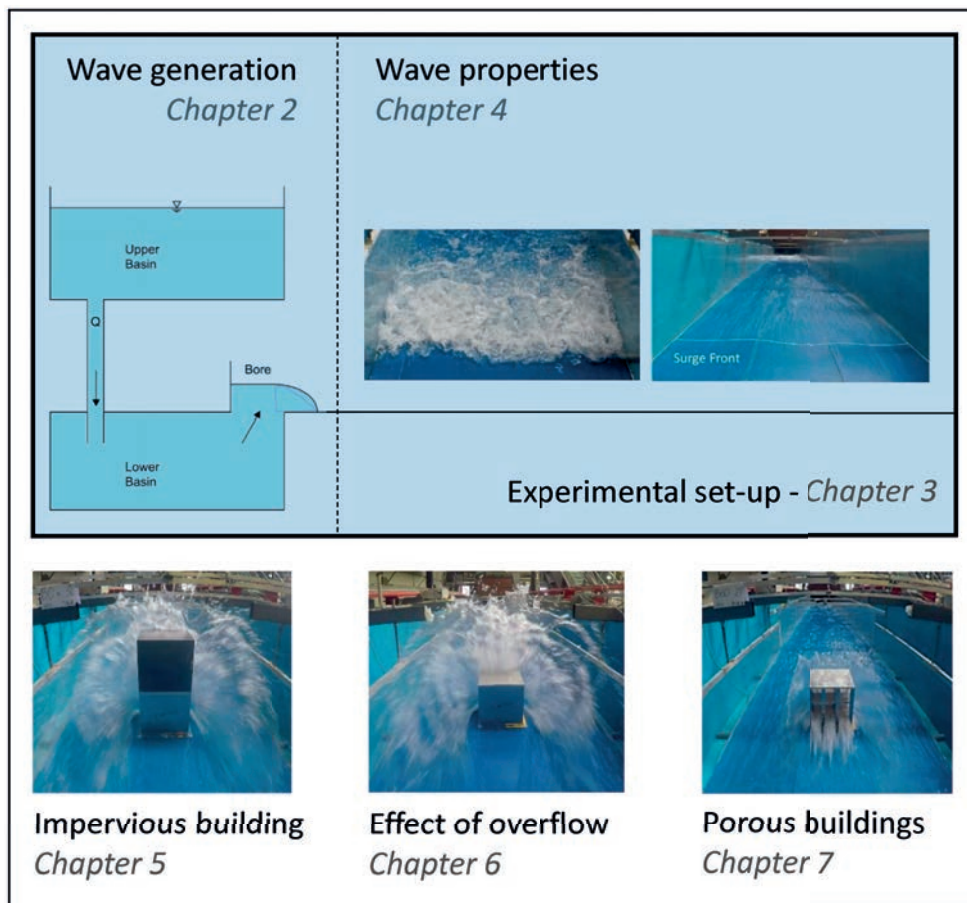 Wave generation
Chapter 2
Wave properties
Chapter 4
Upper
Basin
Q
Bore
Lower
Basin
Surge Front
Experimental set-up - Chapter 3
Impervious building
Chapter 5
Effect of overflow
Chapter 6
Porous buildings
Chapter 7